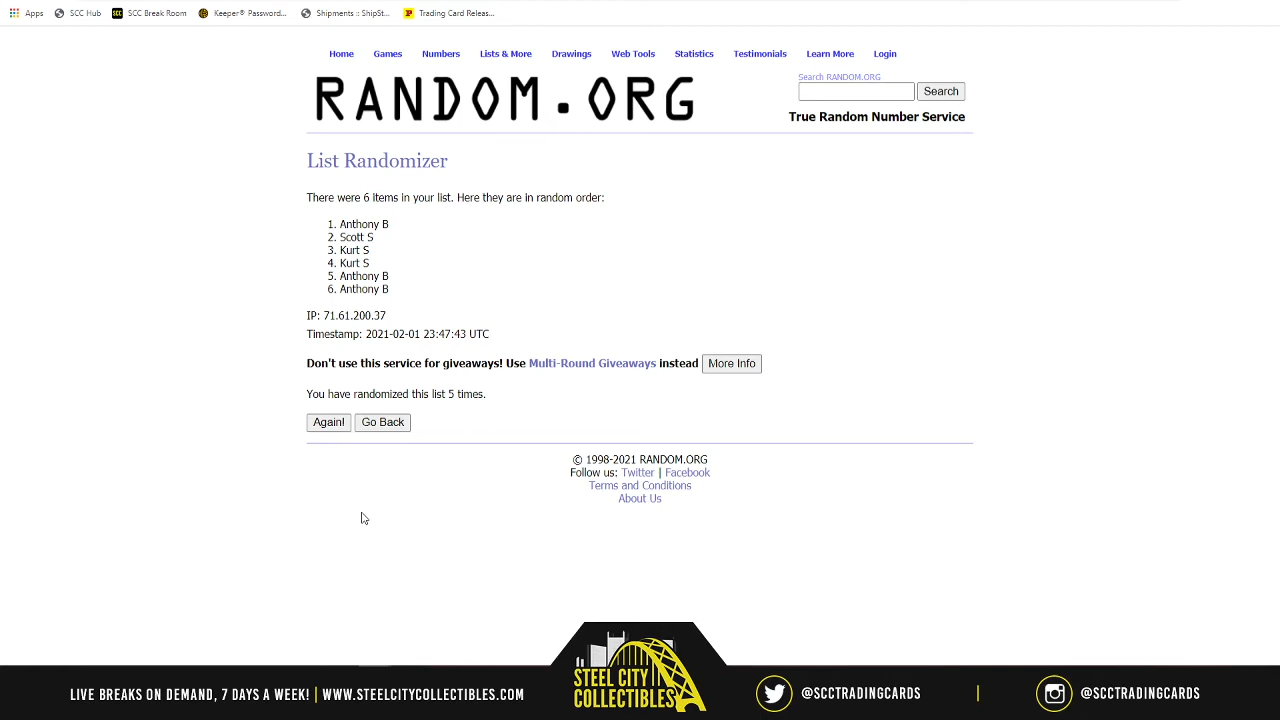 Apps SCC Hub SCC SCC Break Room Keeper® Password... Shipments :: ShipSt... Trading Card Releas...
Home Games Numbers Lists & More Drawings Web Tools Statistics Testimonials Learn More Login
RANDOM.ORG
Search RANDOM.ORG
Search
True Random Number Service
List Randomizer
There were 6 items in your list. Here they are in random order:
1. Anthony B
2. Scott S
3. Kurt S
4. Kurt S
5. Anthony B
6. Anthony B
IP: 71.61.200.37
Timestamp: 2021-02-01 23:47:43 UTC
Don't use this service for giveaways! Use Multi-Round Giveaways instead More Info
You have randomized this list 5 times.
Again! Go Back
© 1998-2021 RANDOM.ORG
Follow us: Twitter | Facebook
Terms and Conditions
About Us
LIVE BREAKS ON DEMAND, 7 DAYS A WEEK! | WWW.STEELCITYCOLLECTIBLES.COM
STEEL CITY
COLLECTIBLES
@SCCTRADINGCARDS | @SCCTRADINGCARDS